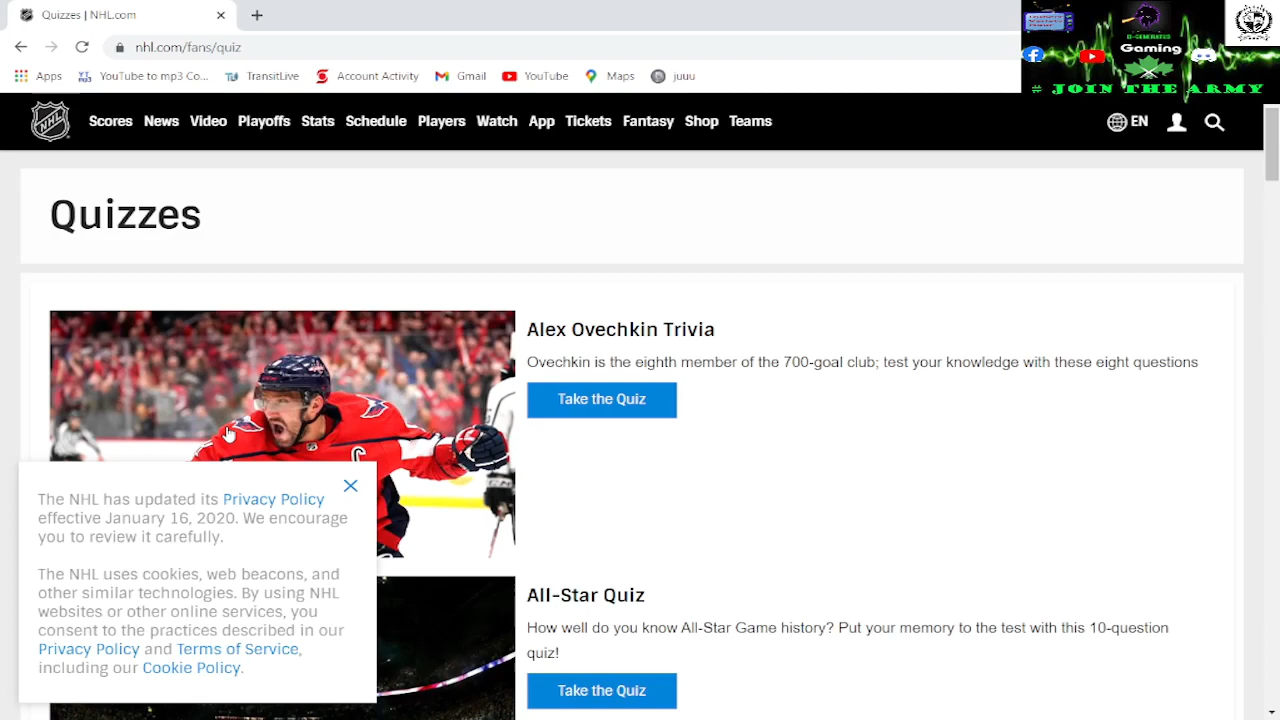 Quizzes | NHL.com
nhl.com/fans/quiz
Apps
YouTube to mp3 Co...
TransitLive
Account Activity
Gmail
YouTube
Maps
juuu
Gaming
# JOIN THE ARMY
Scores News Video Playoffs Stats Schedule Players Watch App Tickets Fantasy Shop Teams
EN
Quizzes
Alex Ovechkin Trivia
Ovechkin is the eighth member of the 700-goal club; test your knowledge with these eight questions
Take the Quiz
The NHL has updated its Privacy Policy
effective January 16, 2020. We encourage
you to review it carefully.
The NHL uses cookies, web beacons, and
other similar technologies. By using NHL
websites or other online services, you
consent to the practices described in our
Privacy Policy and Terms of Service,
including our Cookie Policy.
All-Star Quiz
How well do you know All-Star Game history? Put your memory to the test with this 10-question
quiz!
Take the Quiz